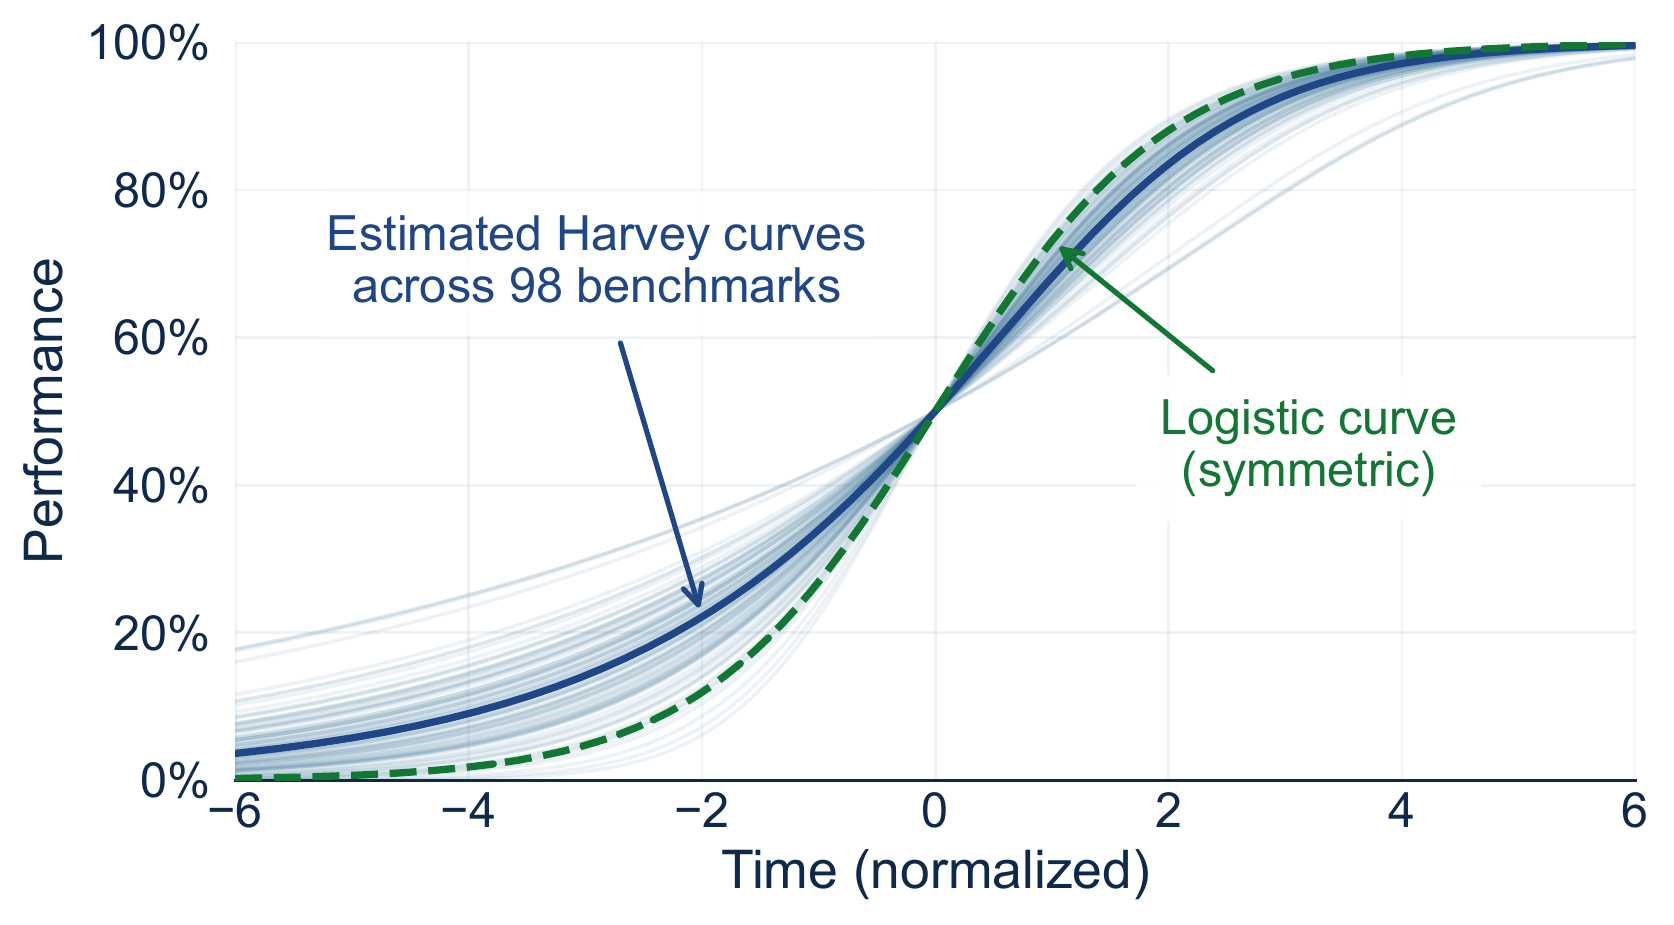 100%
80%
60%
40%
20%
0%
Performance
Estimated Harvey curves
across 98 benchmarks
Logistic curve
(symmetric)
−6
−4
−2
0
2
4
6
Time (normalized)